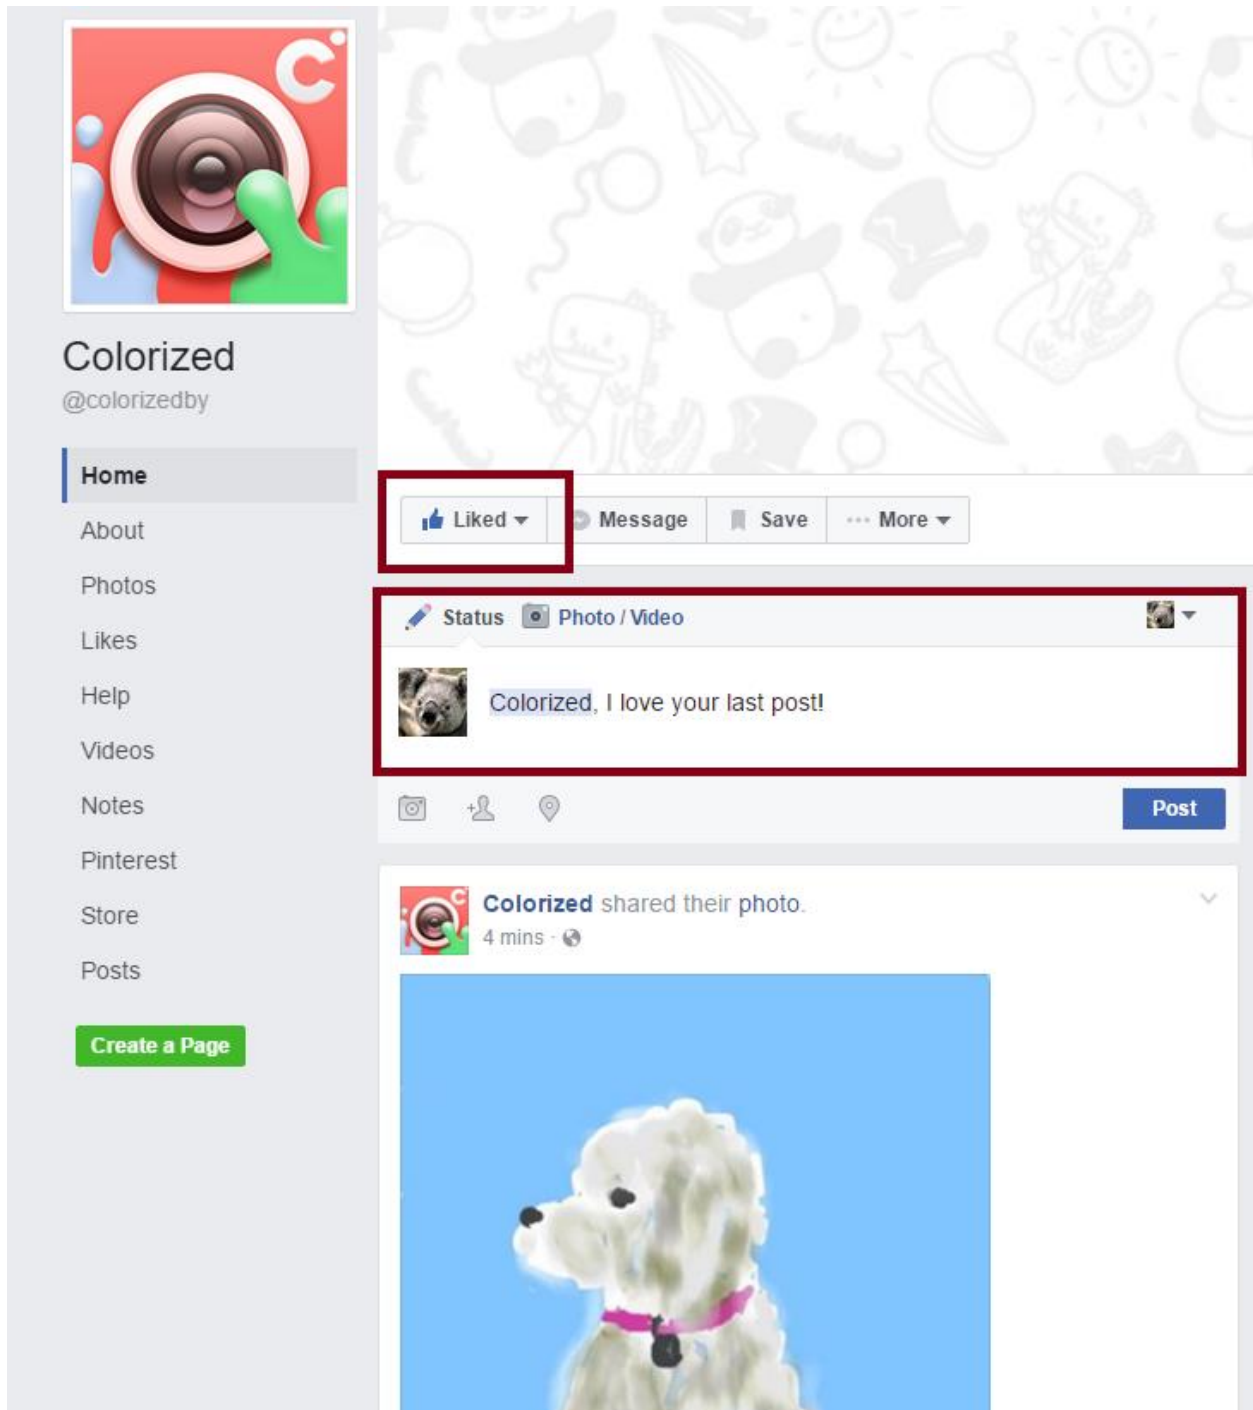 C
Colorized
@colorizedby
Home
About
Photos
Likes
Help
Videos
Notes
Pinterest
Store
Posts
Create a Page
Liked Message Save ··· More
Status Photo / Video
Colorized, I love your last post!
Post
Colorized shared their photo.
4 mins ·